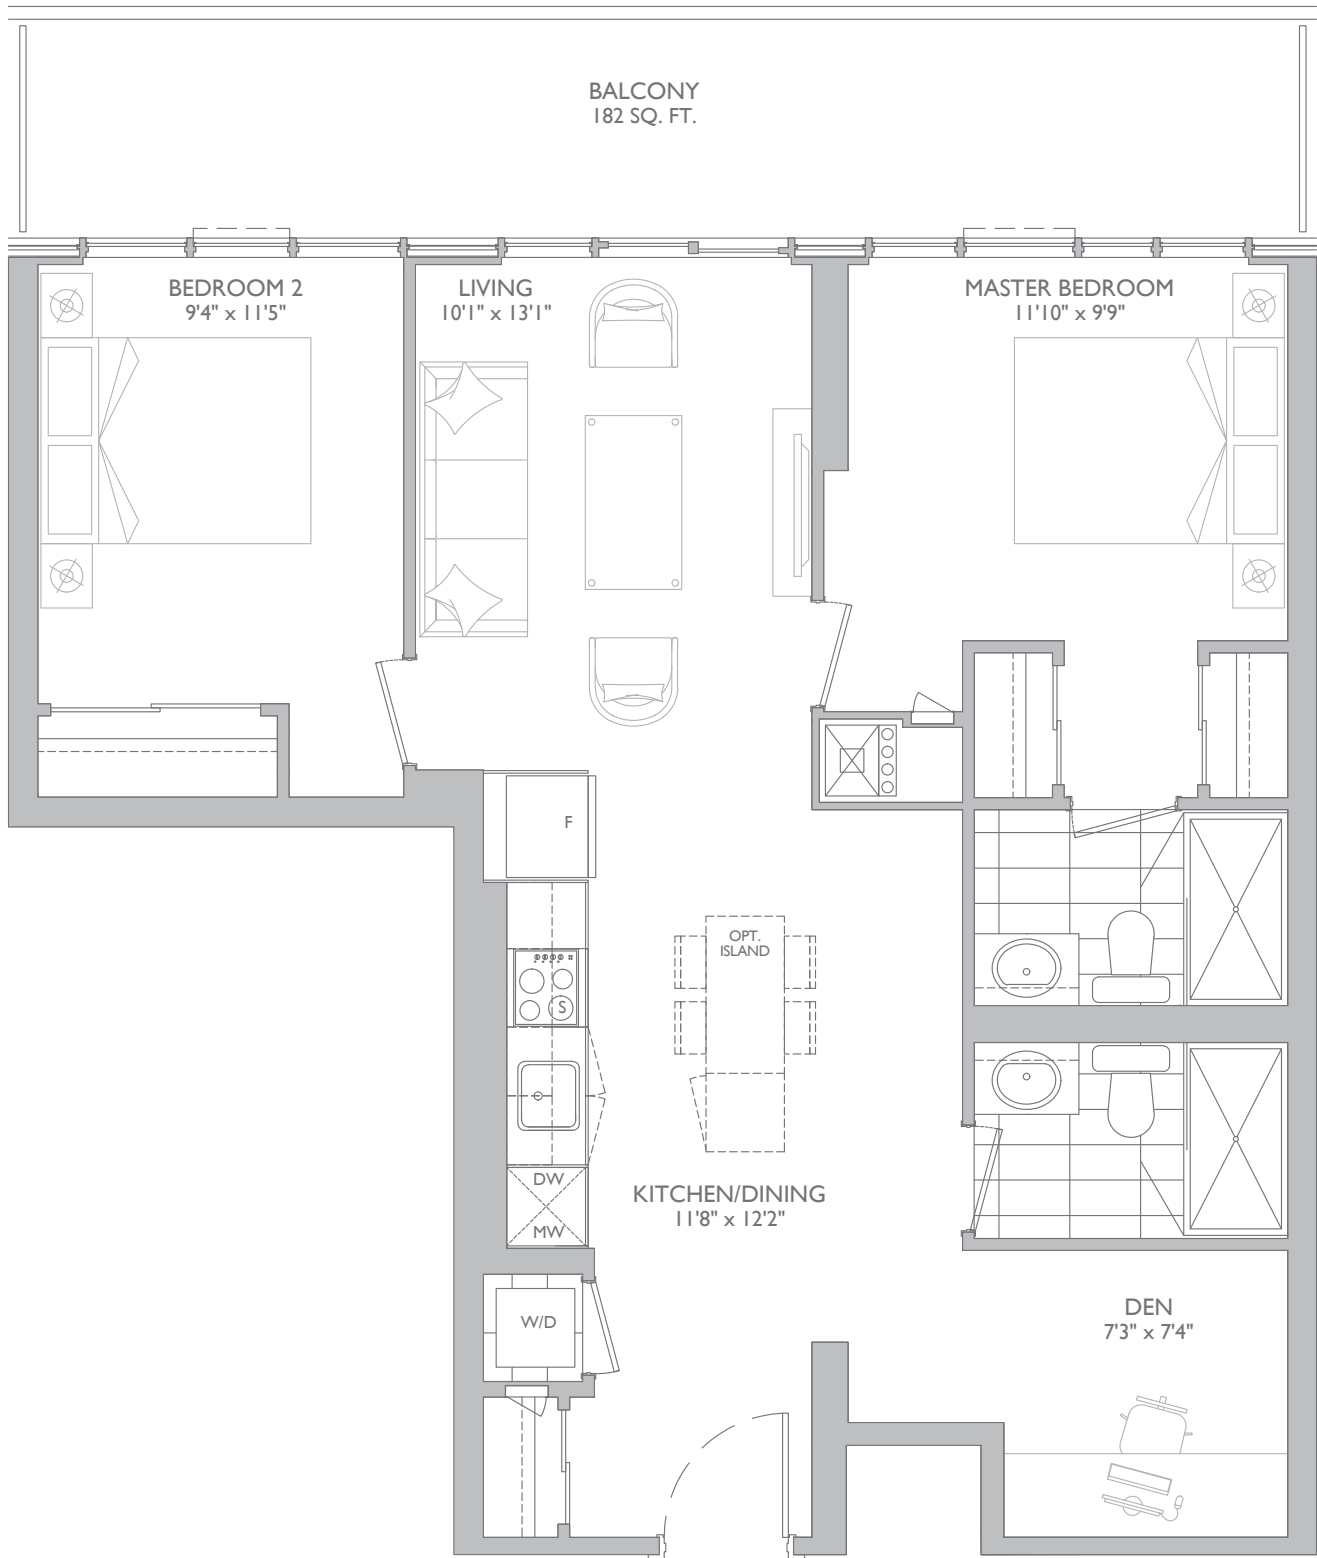 BALCONY
182 SQ. FT.
BEDROOM 2
9'4" x 11'5"
LIVING
10'1" x 13'1"
MASTER BEDROOM
11'10" x 9'9"
F
OPT.
ISLAND
S
DW
MW
KITCHEN/DINING
11'8" x 12'2"
W/D
DEN
7'3" x 7'4"